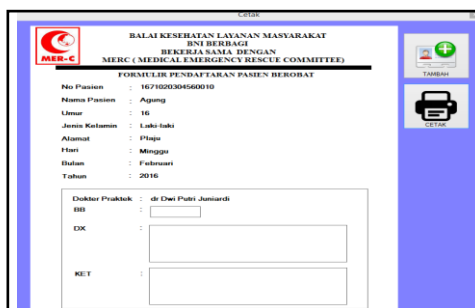 Cetak
MER-C
BALAI KESEHATAN LAYANAN MASYARAKAT
BNI BERBAGI
BEKERJA SAMA DENGAN
MERC ( MEDICAL EMERGENCY RESCUE COMMITTEE)
FORMULIR PENDAFTARAN PASIEN BEROBAT
No Pasien : 1671020304560010
Nama Pasien : Agung
Umur : 16
Jenis Kelamin : Laki-laki
Alamat : Plaju
Hari : Minggu
Bulan : Februari
Tahun : 2016
Dokter Praktek : dr Dwi Putri Juniardi
BB :
DX :
KET :
TAMBAH
CETAK